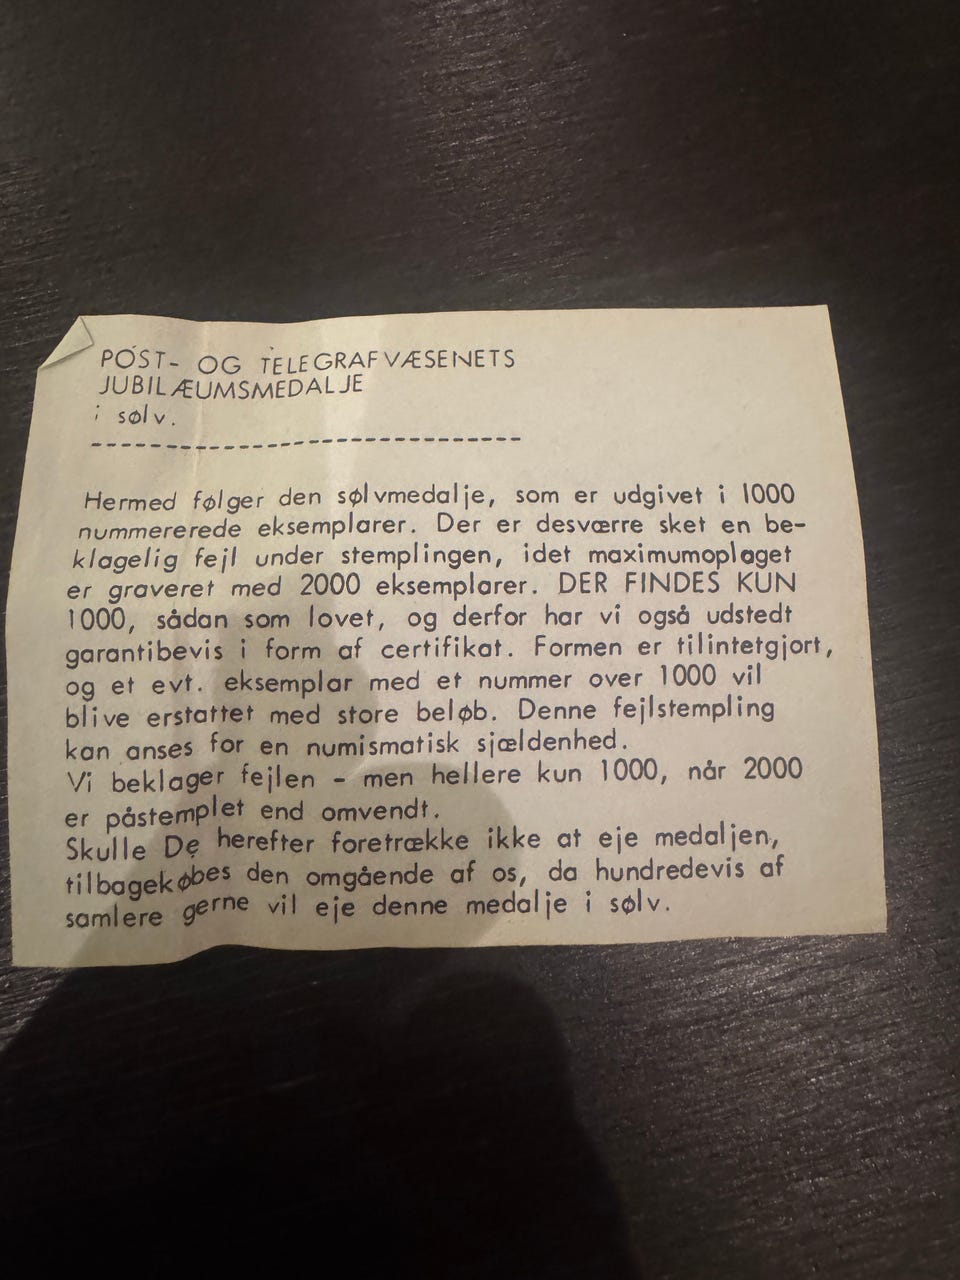 POST- OG TELEGRAFVÆSENETS
JUBILÆUMSMEDALJE
i sølv.
Hermed følger den sølvmedalje, som er udgivet i 1000
nummererede eksemplarer. Der er desværre sket en be-
klagelig fejl under stemplingen, idet maximumoplaget
er graveret med 2000 eksemplarer. DER FINDES KUN
1000, sådan som lovet, og derfor har vi også udstedt
garantibevis i form af certifikat. Formen er tilintetgjort,
og et evt. eksemplar med et nummer over 1000 vil
blive erstattet med store beløb. Denne fejlstempling
kan anses for en numismatisk sjældenhed.
Vi beklager fejlen - men hellere kun 1000, når 2000
er påstemplet end omvendt.
Skulle De herefter foretrække ikke at eje medaljen,
tilbagekøbes den omgående af os, da hundredevis af
samlere gerne vil eje denne medalje i sølv.